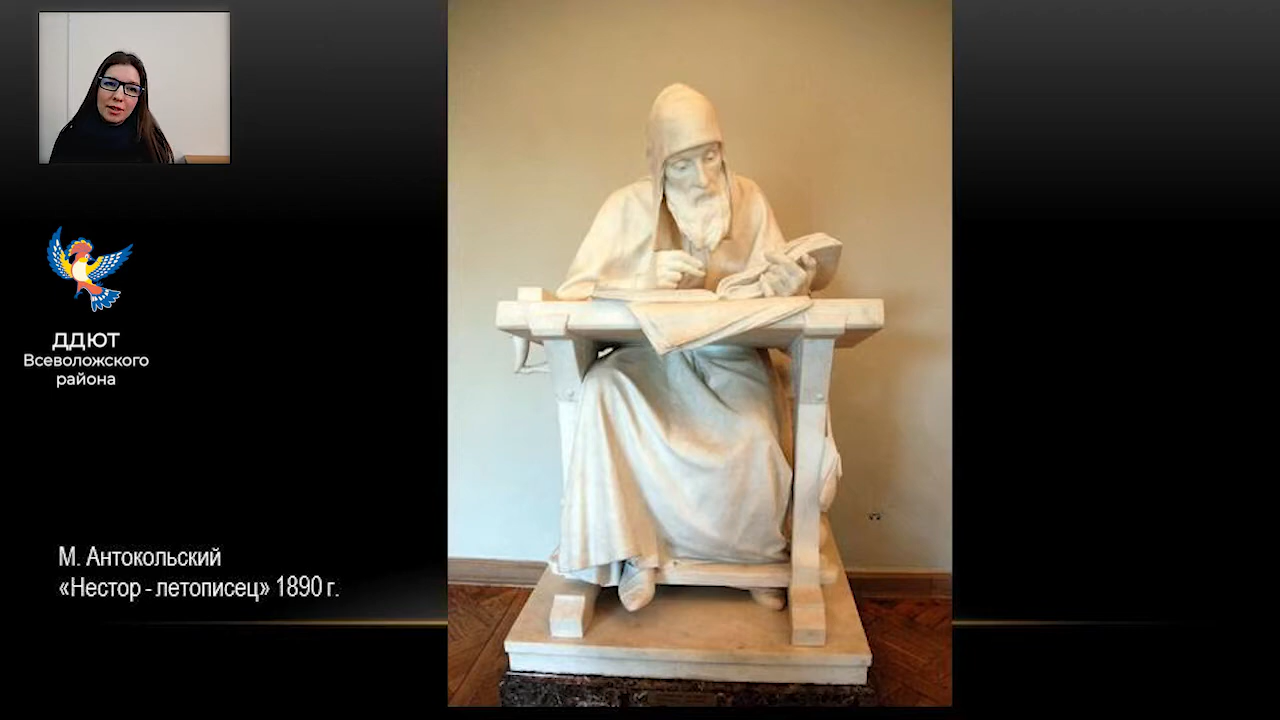 ДДЮТ
Всеволожского
района
М. Антокольский
«Нестор - летописец» 1890 г.